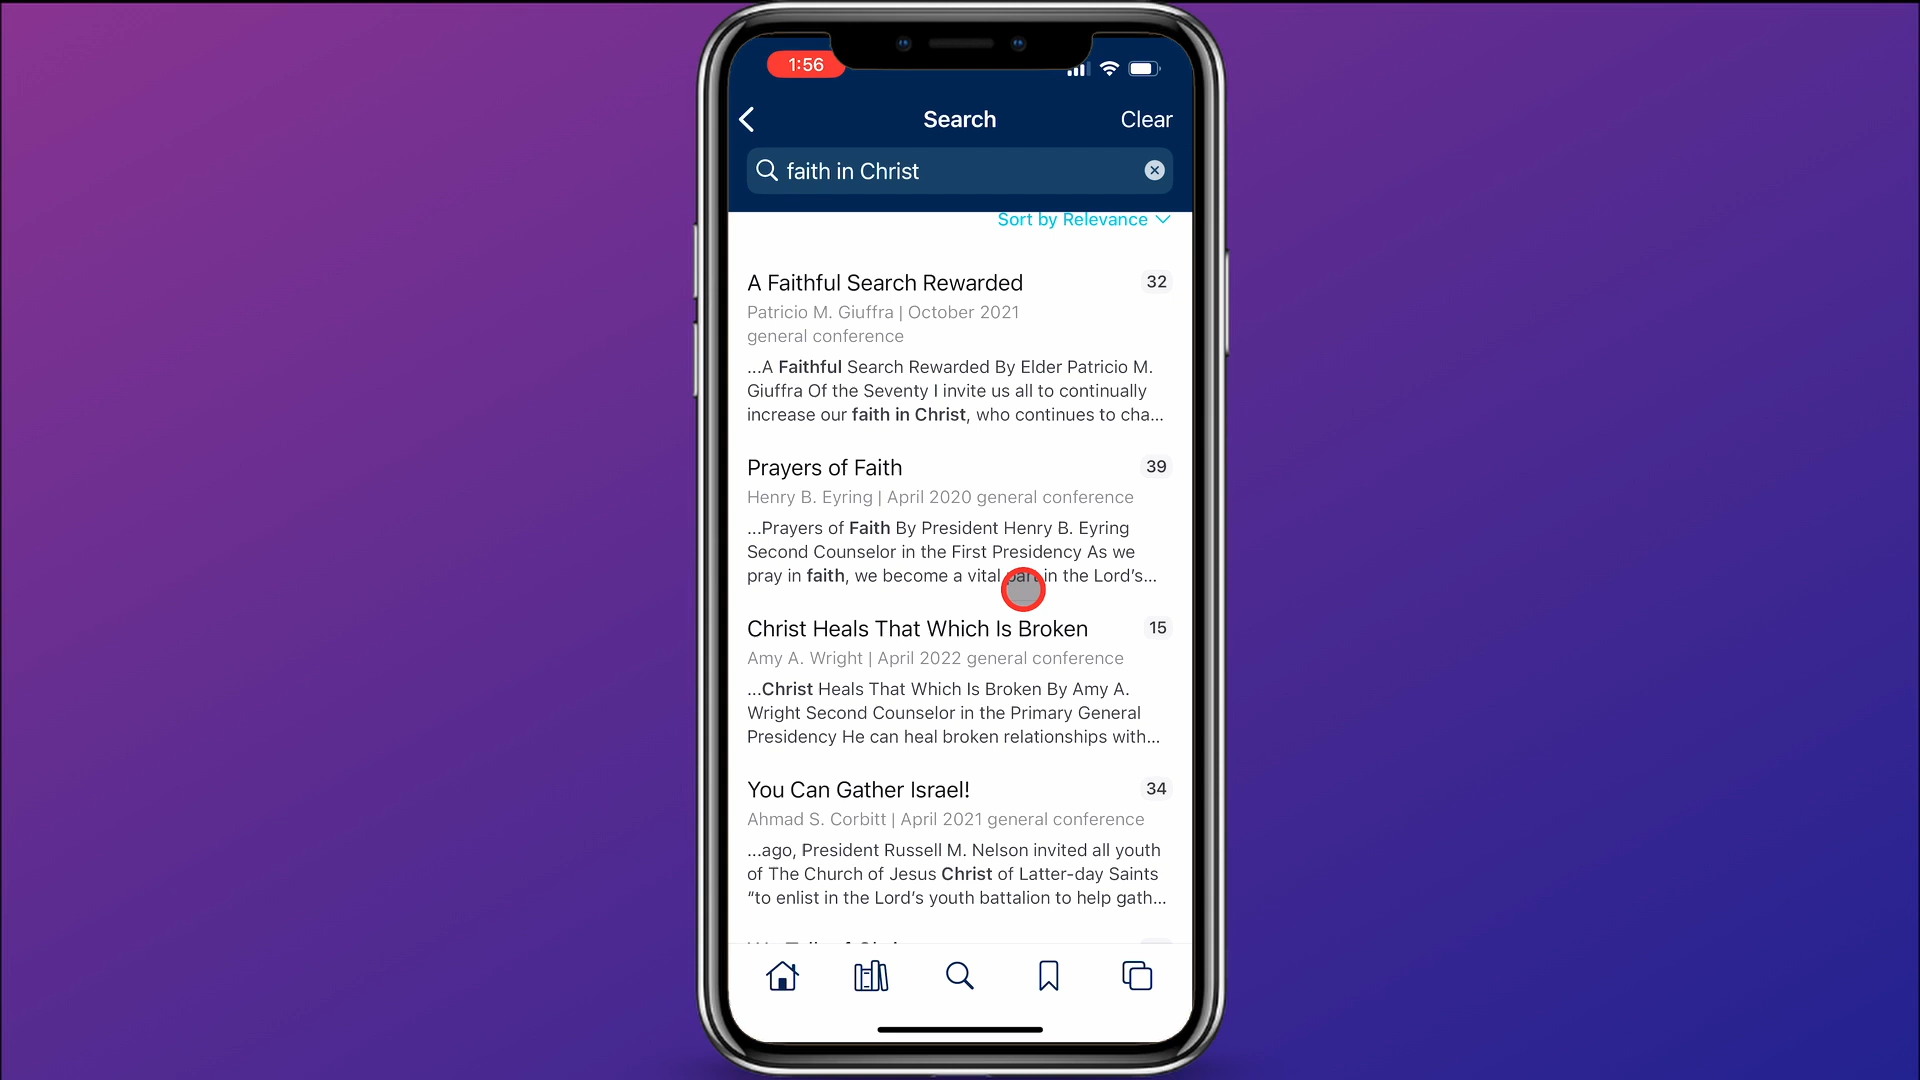 1:56
Search
Clear
faith in Christ
Sort by Relevance
A Faithful Search Rewarded
32
Patricio M. Giuffra | October 2021
general conference
...A Faithful Search Rewarded By Elder Patricio M.
Giuffra Of the Seventy I invite us all to continually
increase our faith in Christ, who continues to cha...
Prayers of Faith
39
Henry B. Eyring | April 2020 general conference
...Prayers of Faith By President Henry B. Eyring
Second Counselor in the First Presidency As we
pray in faith, we become a vital part in the Lord’s...
Christ Heals That Which Is Broken
15
Amy A. Wright | April 2022 general conference
...Christ Heals That Which Is Broken By Amy A.
Wright Second Counselor in the Primary General
Presidency He can heal broken relationships with...
You Can Gather Israel!
34
Ahmad S. Corbitt | April 2021 general conference
...ago, President Russell M. Nelson invited all youth
of The Church of Jesus Christ of Latter-day Saints
“to enlist in the Lord’s youth battalion to help gath...